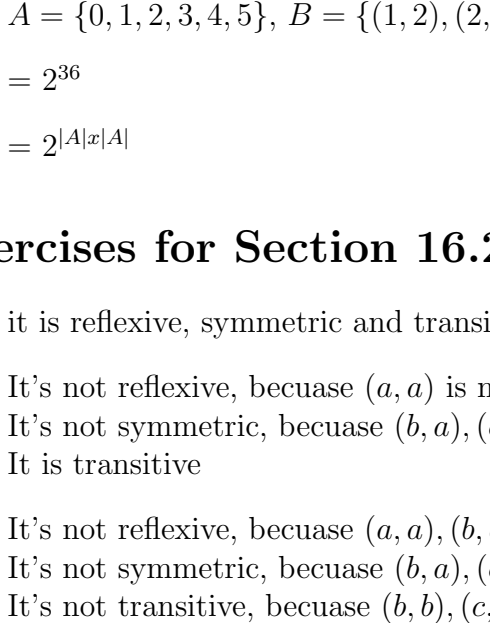 A = {0, 1, 2, 3, 4, 5}, B = {(1, 2), (2,
= 2^{36}
= 2^{|A|x|A|}
ercises for Section 16.2
it is reflexive, symmetric and transi
It's not reflexive, becuase (a, a) is n
It's not symmetric, becuase (b, a), (
It is transitive
It's not reflexive, becuase (a, a), (b,
It's not symmetric, becuase (b, a), (
It's not transitive, becuase (b, b), (c,